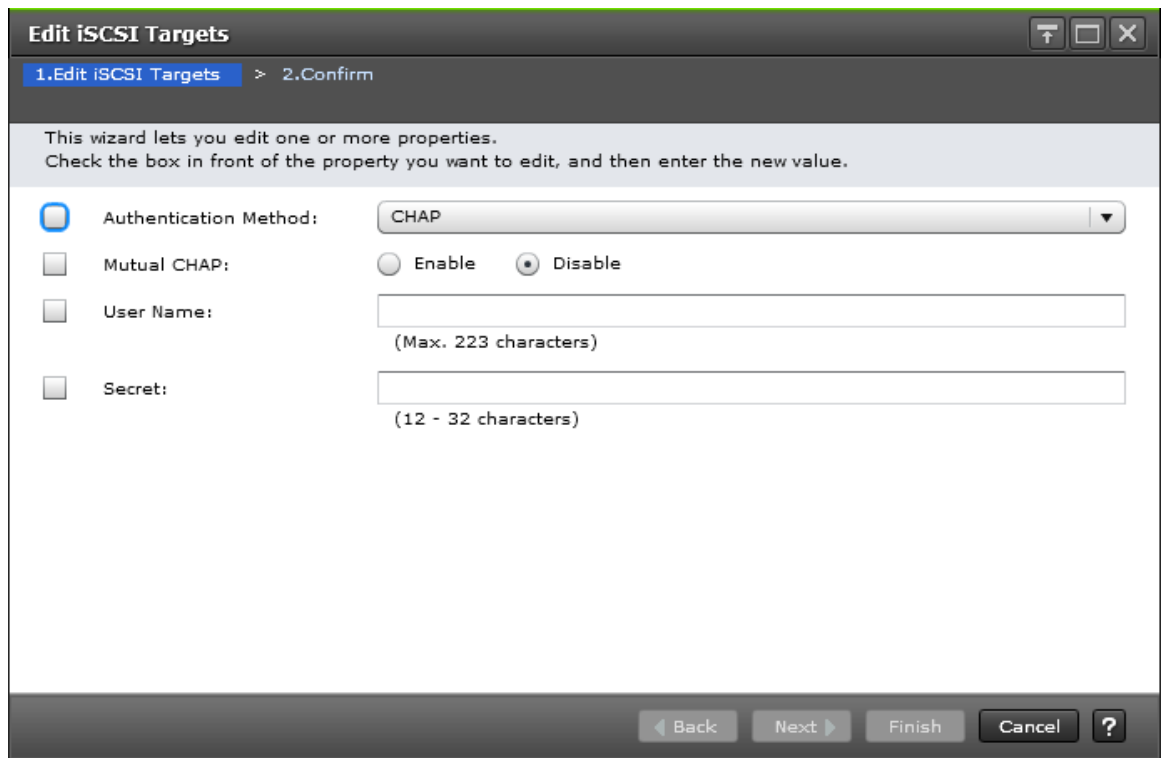 Edit iSCSI Targets
1.Edit iSCSI Targets > 2.Confirm
This wizard lets you edit one or more properties.
Check the box in front of the property you want to edit, and then enter the new value.
Authentication Method: CHAP
Mutual CHAP: Enable Disable
User Name:
(Max. 223 characters)
Secret:
(12 - 32 characters)
Back Next Finish Cancel ?